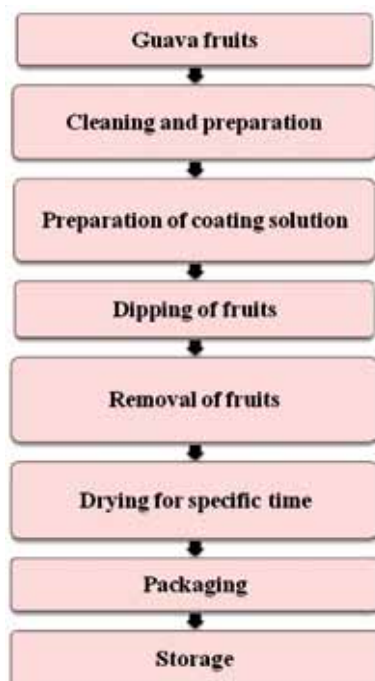 Guava fruits
Cleaning and preparation
Preparation of coating solution
Dipping of fruits
Removal of fruits
Drying for specific time
Packaging
Storage